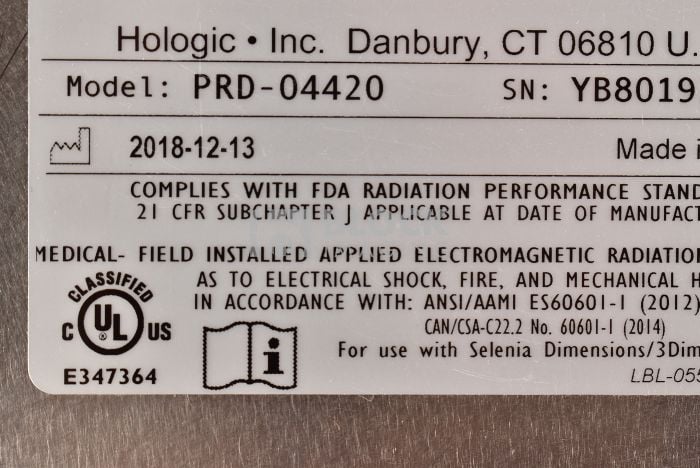 Hologic • Inc. Danbury, CT 06810 U.
Model: PRD-04420 SN: YB8019
2018-12-13 Made i
COMPLIES WITH FDA RADIATION PERFORMANCE STAND
21 CFR SUBCHAPTER J APPLICABLE AT DATE OF MANUFACT
MEDICAL- FIELD INSTALLED APPLIED ELECTROMAGNETIC RADIATION
AS TO ELECTRICAL SHOCK, FIRE, AND MECHANICAL H
IN ACCORDANCE WITH: ANSI/AAMI ES60601-1 (2012)
CAN/CSA-C22.2 No. 60601-1 (2014)
For use with Selenia Dimensions/3Dim
LBL-055
CLASSIFIED
C UL US
®
E347364
i